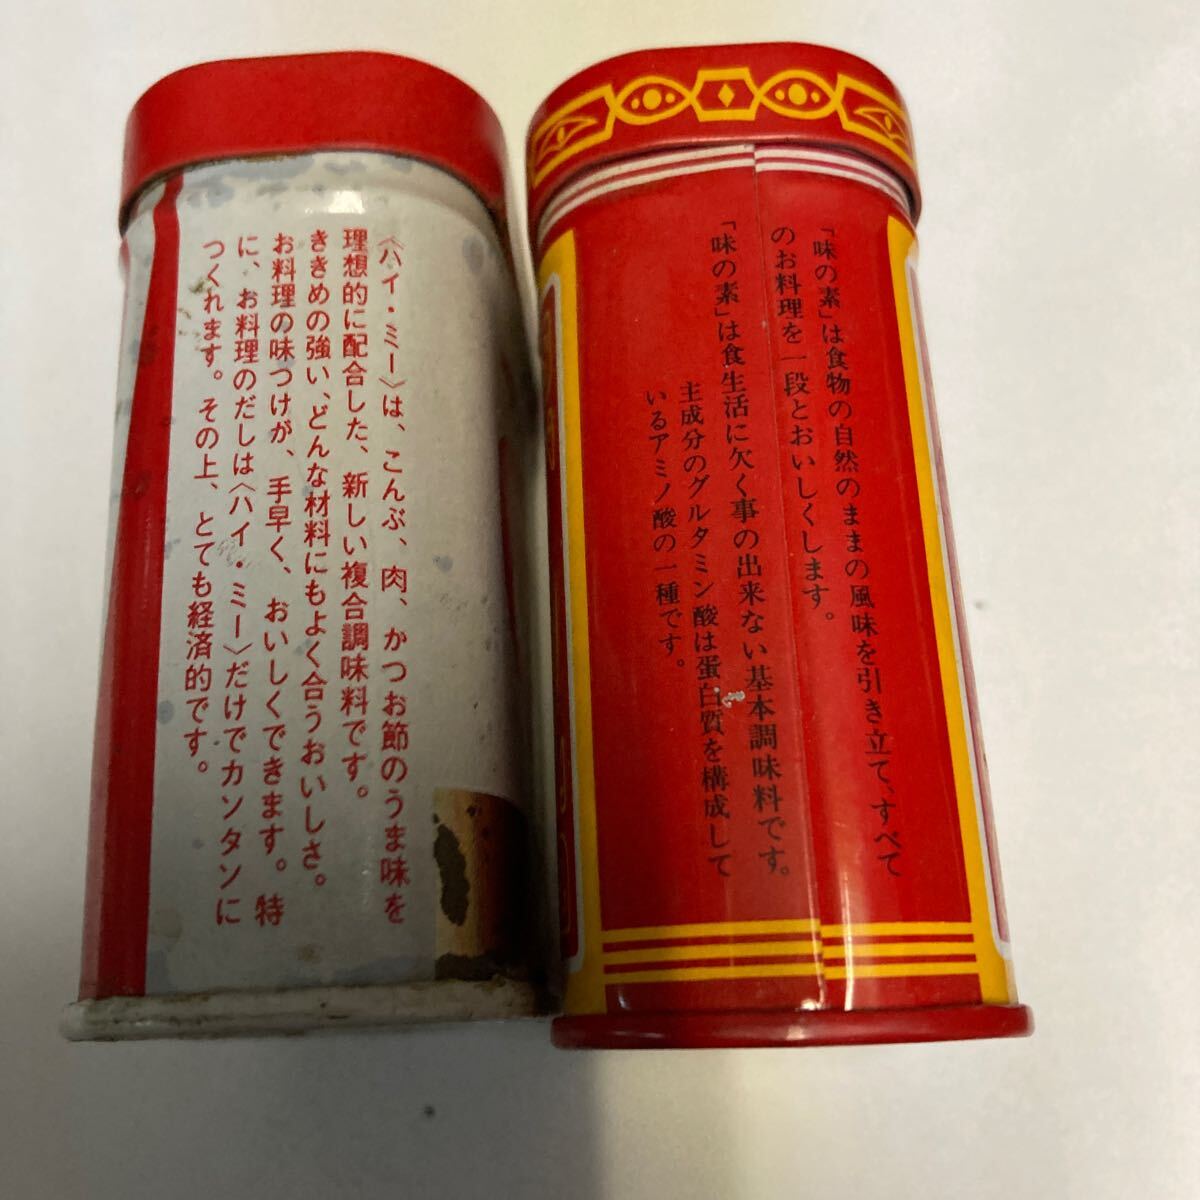 〈ハイ・ミー〉は、こんぶ、肉、かつお節のうま味を
理想的に配合した、新しい複合調味料です。
ききめの強い、どんな材料にもよく合うおいしさ。
お料理の味つけが、手早く、おいしくできます。特
に、お料理のだしは〈ハイ・ミー〉だけでカンタンに
つくれます。その上、とても経済的です。
「味の素」は食物の自然のままの風味を引き立て、すべて
のお料理を一段とおいしくします。
「味の素」は食生活に欠く事の出来ない基本調味料です。
主成分のグルタミン酸は蛋白質を構成して
いるアミノ酸の一種です。